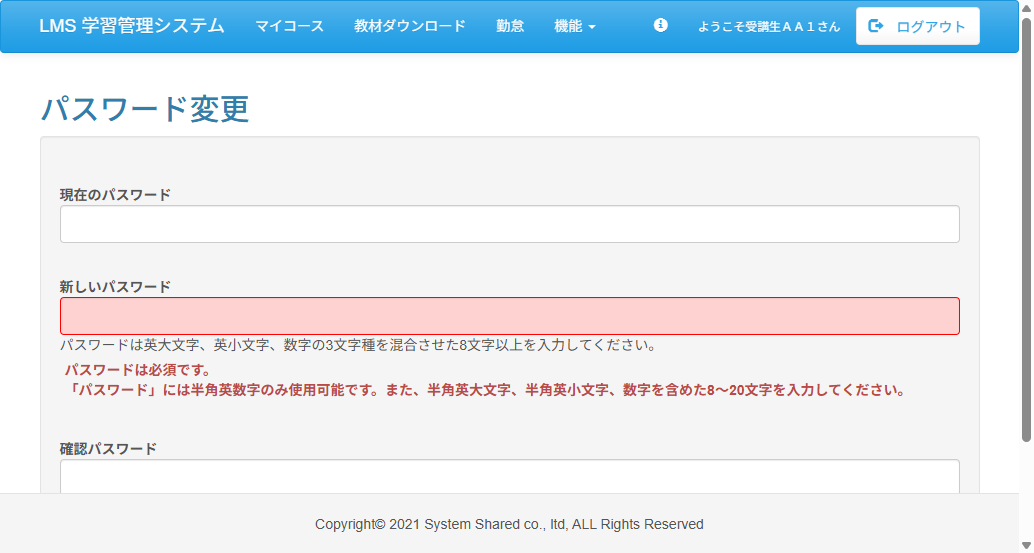 LMS 学習管理システム マイコース 教材ダウンロード 勤怠 機能 ようこそ受講生ＡＡ１さん ログアウト
パスワード変更
現在のパスワード
新しいパスワード
パスワードは英大文字、英小文字、数字の3文字種を混合させた8文字以上を入力してください。
パスワードは必須です。
「パスワード」には半角英数字のみ使用可能です。また、半角英大文字、半角英小文字、数字を含めた8～20文字を入力してください。
確認パスワード
Copyright© 2021 System Shared co., ltd, ALL Rights Reserved